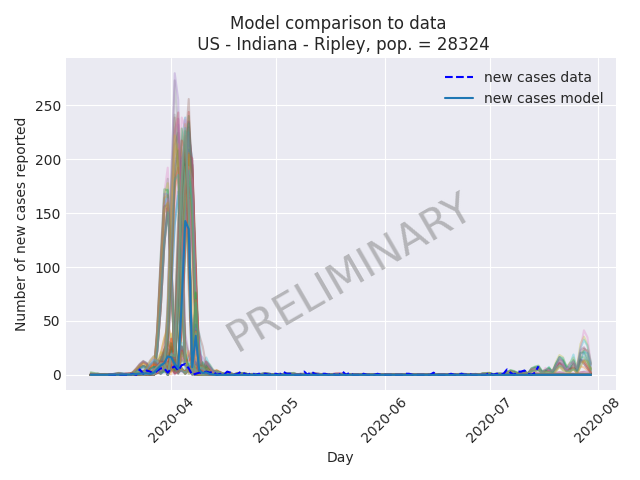 Model comparison to data
US - Indiana - Ripley, pop. = 28324
new cases data
new cases model
Number of new cases reported
250
200
150
100
50
0
PRELIMINARY
2020-04
2020-05
2020-06
2020-07
2020-08
Day